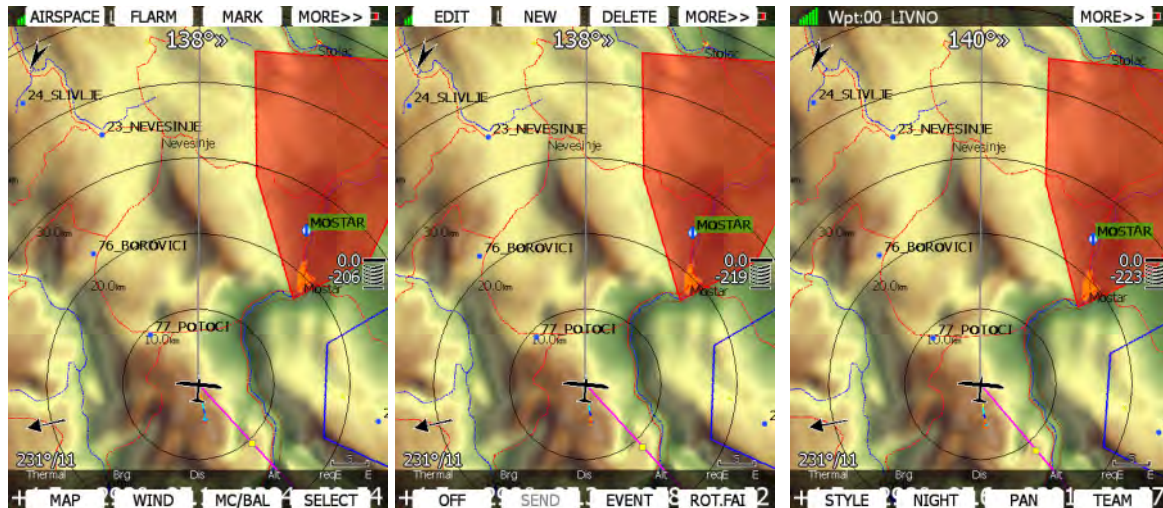 AIRSPACE FLARM MARK MORE>>
138°»
Stolac
24_SLIVLJE
23_NEVESINJE
Nevesinje
MOSTAR
30.0km
76_BOROVICI
0.0
-206
20.0km
Mostar
77_POTOCI
10.0km
231°/11
Thermal Brg Dis Alt reqE E
MAP WIND MC/BAL SELECT
EDIT NEW DELETE MORE>>
138°»
Stolac
24_SLIVLJE
23_NEVESINJE
Nevesinje
MOSTAR
30.0km
76_BOROVICI
0.0
-219
20.0km
Mostar
77_POTOCI
10.0km
231°/11
Thermal Brg Dis Alt reqE E
OFF SEND EVENT ROT.FAI
Wpt:00 LIVNO MORE>>
140°»
Stolac
24_SLIVLJE
23_NEVESINJE
Nevesinje
MOSTAR
30.0km
76_BOROVICI
0.0
-223
20.0km
Mostar
77_POTOCI
10.0km
231°/11
Thermal Brg Dis Alt reqE E
STYLE NIGHT PAN TEAM